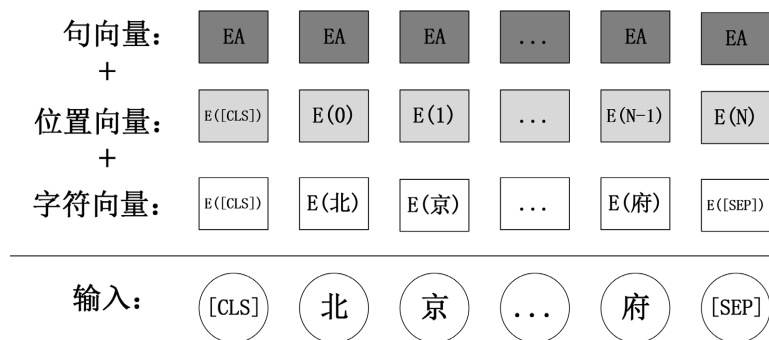 句向量： EA EA EA ... EA EA
+
位置向量： E([CLS]) E(0) E(1) ... E(N-1) E(N)
+
字符向量： E([CLS]) E(北) E(京) ... E(府) E([SEP])
输入： [CLS] 北 京 ... 府 [SEP]